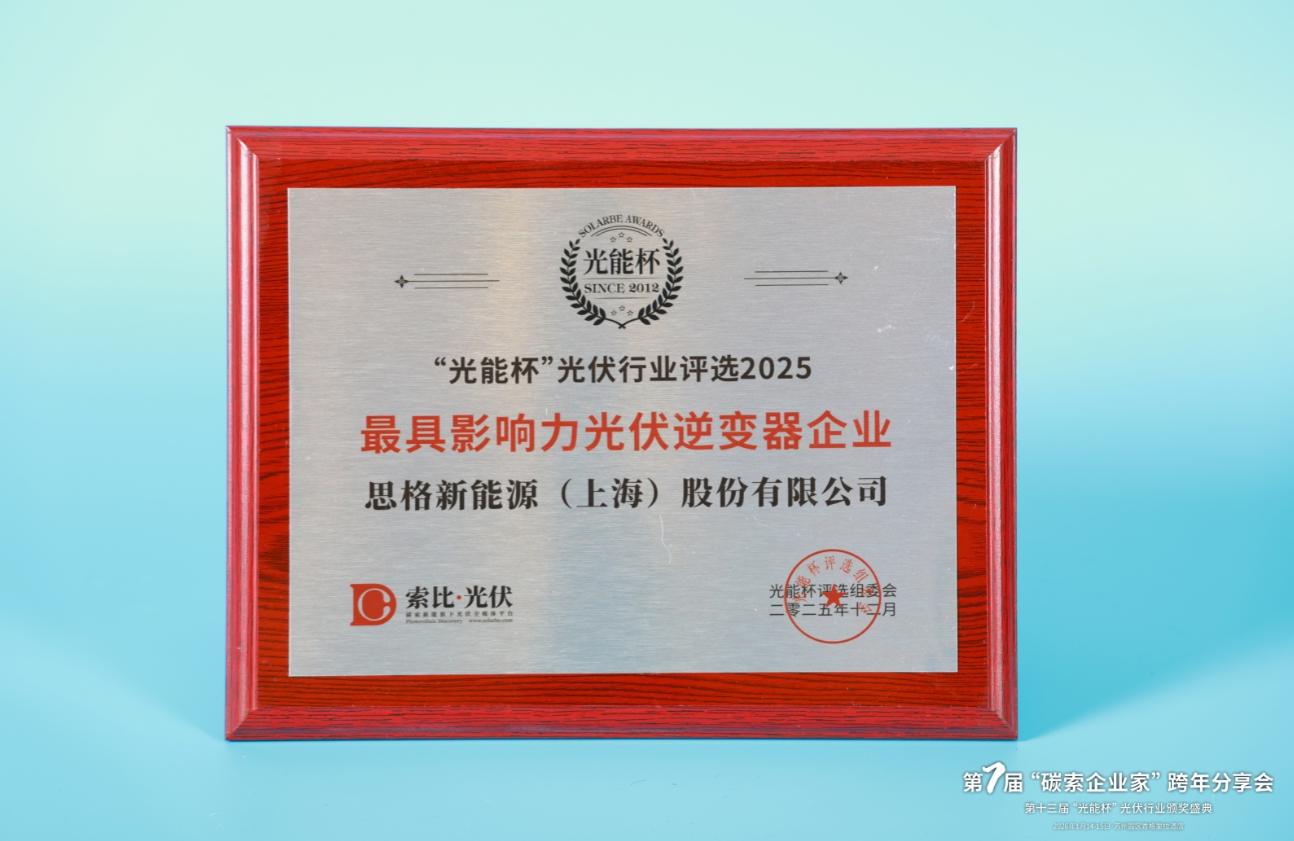 SOLARBE AWARDS
光能杯
SINCE 2012
“光能杯”光伏行业评选2025
最具影响力光伏逆变器企业
思格新能源（上海）股份有限公司
索比·光伏
光能杯评选组委会
二零二五年十二月
第7届“碳索企业家”跨年分享会
第十三届“光能杯”光伏行业颁奖盛典